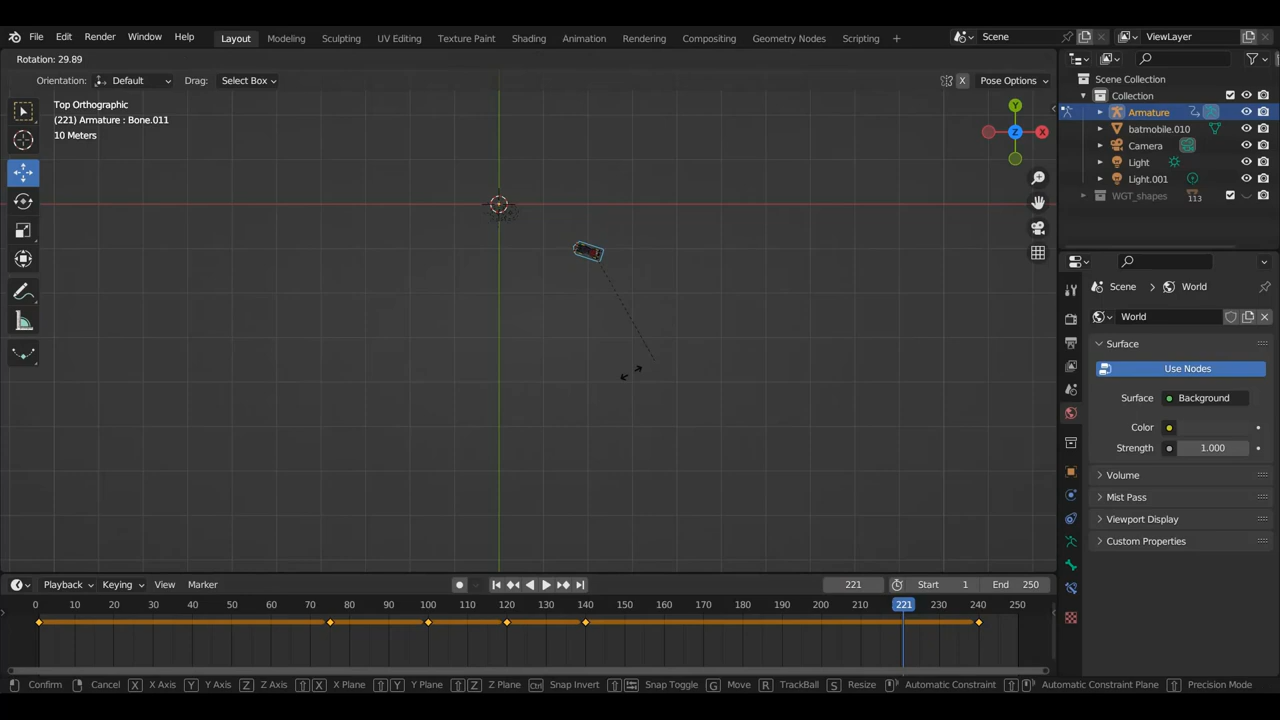 File Edit Render Window Help Layout Modeling Sculpting UV Editing Texture Paint Shading Animation Rendering Compositing Geometry Nodes Scripting + Scene ViewLayer
Rotation: 29.89
Orientation: Default Drag: Select Box X Pose Options
Top Orthographic
(221) Armature : Bone.011
10 Meters
Y
X
Z
Scene Collection
Collection
Armature
batmobile.010
Camera
Light
Light.001
WGT_shapes 113
Scene > World
World
Surface
Use Nodes
Surface Background
Color
Strength 1.000
Volume
Mist Pass
Viewport Display
Custom Properties
Playback Keying View Marker 221 Start 1 End 250
0 10 20 30 40 50 60 70 80 90 100 110 120 130 140 150 160 170 180 190 200 210 221 230 240 250
Confirm Cancel X X Axis Y Y Axis Z Z Axis X X Plane Y Y Plane Z Z Plane Ctrl Snap Invert Snap Toggle G Move R TrackBall S Resize Automatic Constraint Automatic Constraint Plane Precision Mode